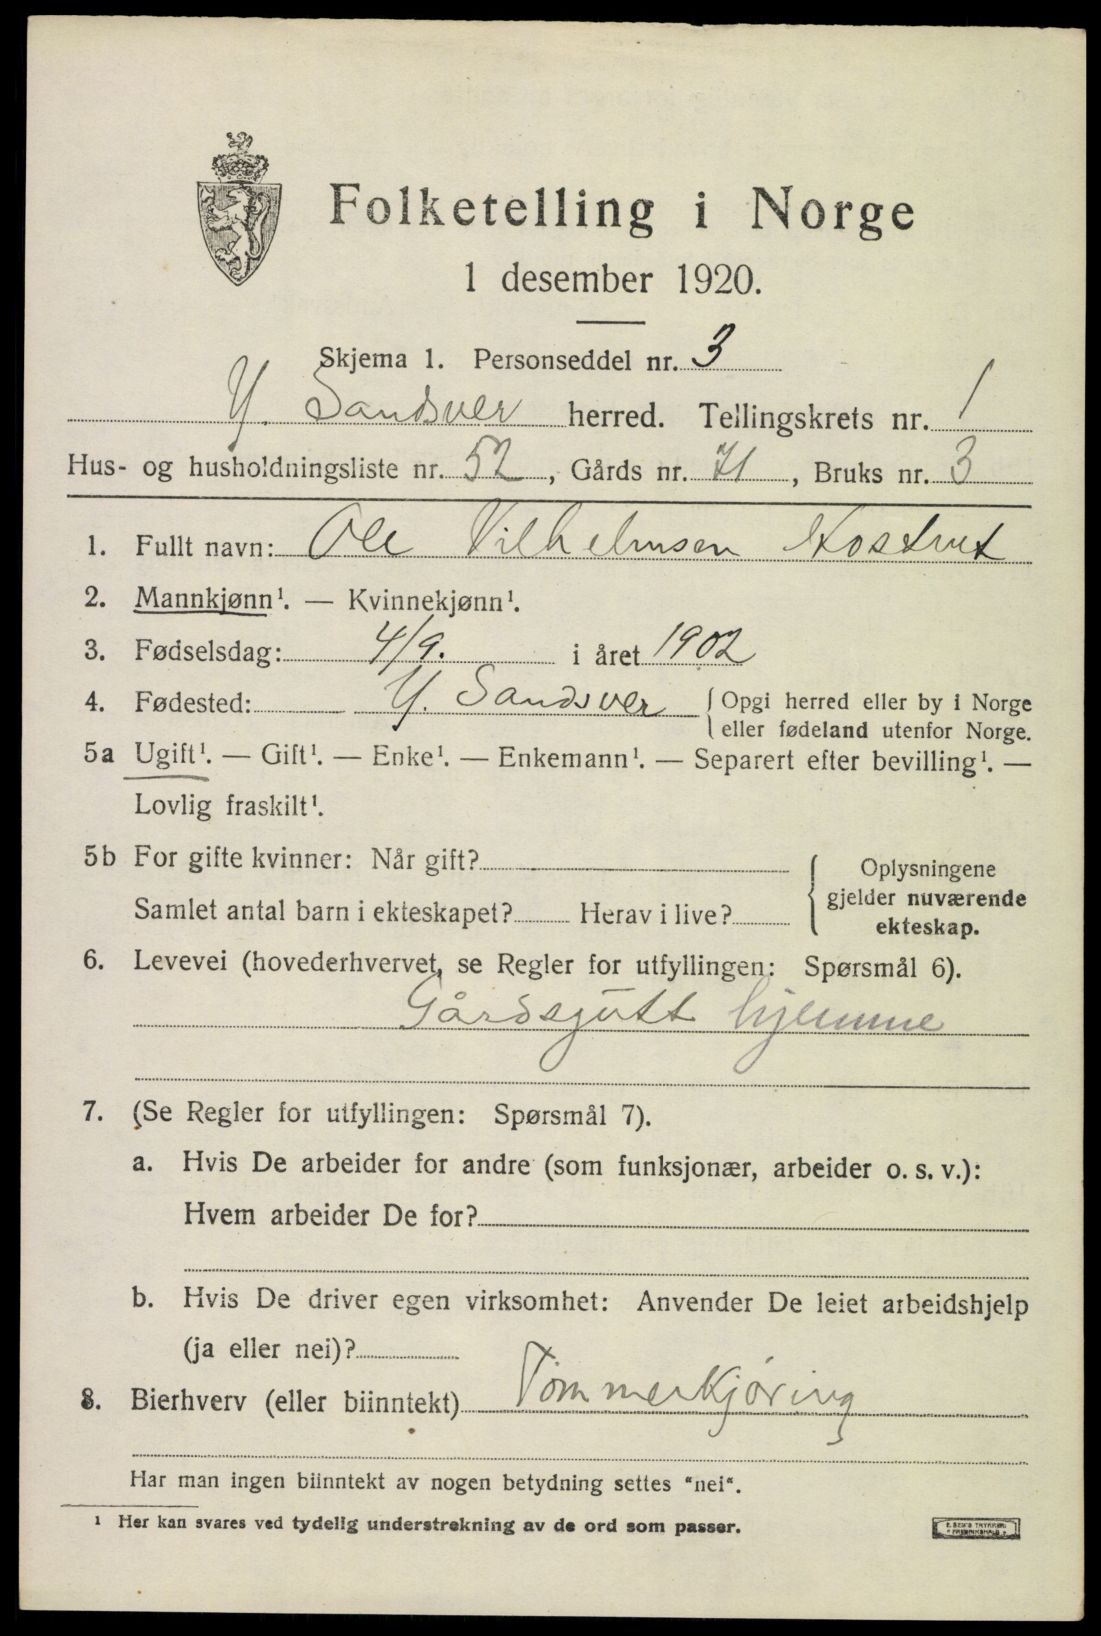 Folketelling i Norge
1 desember 1920.
Skjema 1. Personseddel nr. 3
Y. Sandsver herred. Tellingskrets nr. 1
Hus- og husholdningsliste nr. 52, Gårds nr. 71, Bruks nr. 3
1. Fullt navn: Ole Vilhelmsen Kostrut
2. Mannkjønn¹. — Kvinnekjønn¹.
3. Fødselsdag: 4/9. i året 1902
4. Fødested: Y. Sandsver { Opgi herred eller by i Norge
eller fødeland utenfor Norge.
5a Ugift¹. — Gift¹. — Enke¹. — Enkemann¹. — Separert efter bevilling¹. —
Lovlig fraskilt¹.
5b For gifte kvinner: Når gift?
Samlet antal barn i ekteskapet? Herav i live?
Oplysningene
gjelder nuværende
ekteskap.
6. Levevei (hovederhvervet, se Regler for utfyllingen: Spørsmål 6).
Gårdsgutt hjemme
7. (Se Regler for utfyllingen: Spørsmål 7).
a. Hvis De arbeider for andre (som funksjonær, arbeider o. s. v.):
Hvem arbeider De for?
b. Hvis De driver egen virksomhet: Anvender De leiet arbeidshjelp
(ja eller nei)?
8. Bierhverv (eller biinntekt) Tømmerkjøring
Har man ingen biinntekt av nogen betydning settes "nei".
¹ Her kan svares ved tydelig understrekning av de ord som passer.
E. SEM'S TRYKKERI
FREDRIKSHALD